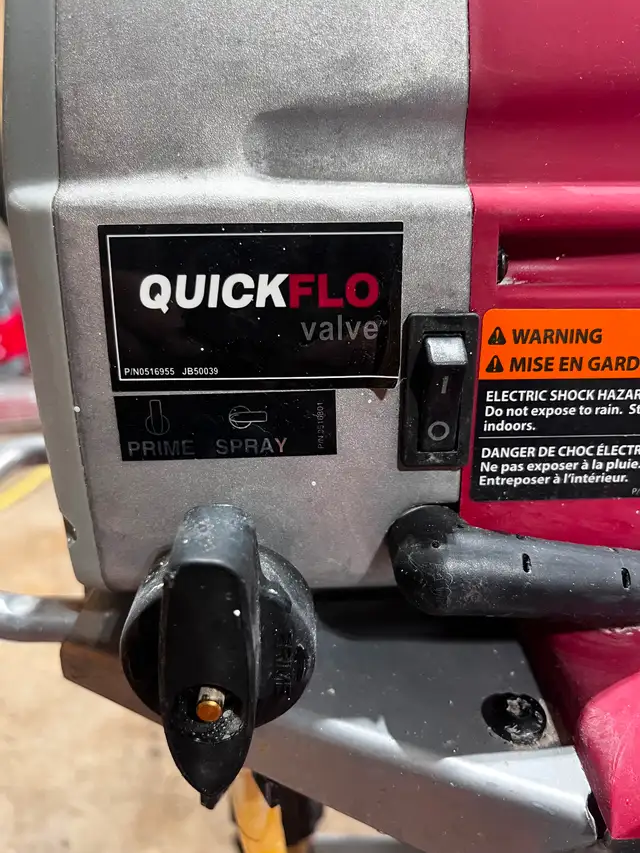 QUICKFLO
valve
P/N0516955 JB50039
PRIME SPRAY
WARNING
MISE EN GARD
ELECTRIC SHOCK HAZAR
Do not expose to rain. St
indoors.
DANGER DE CHOC ÉLECTR
Ne pas exposer à la pluie.
Entreposer à l'intérieur.
PRIME